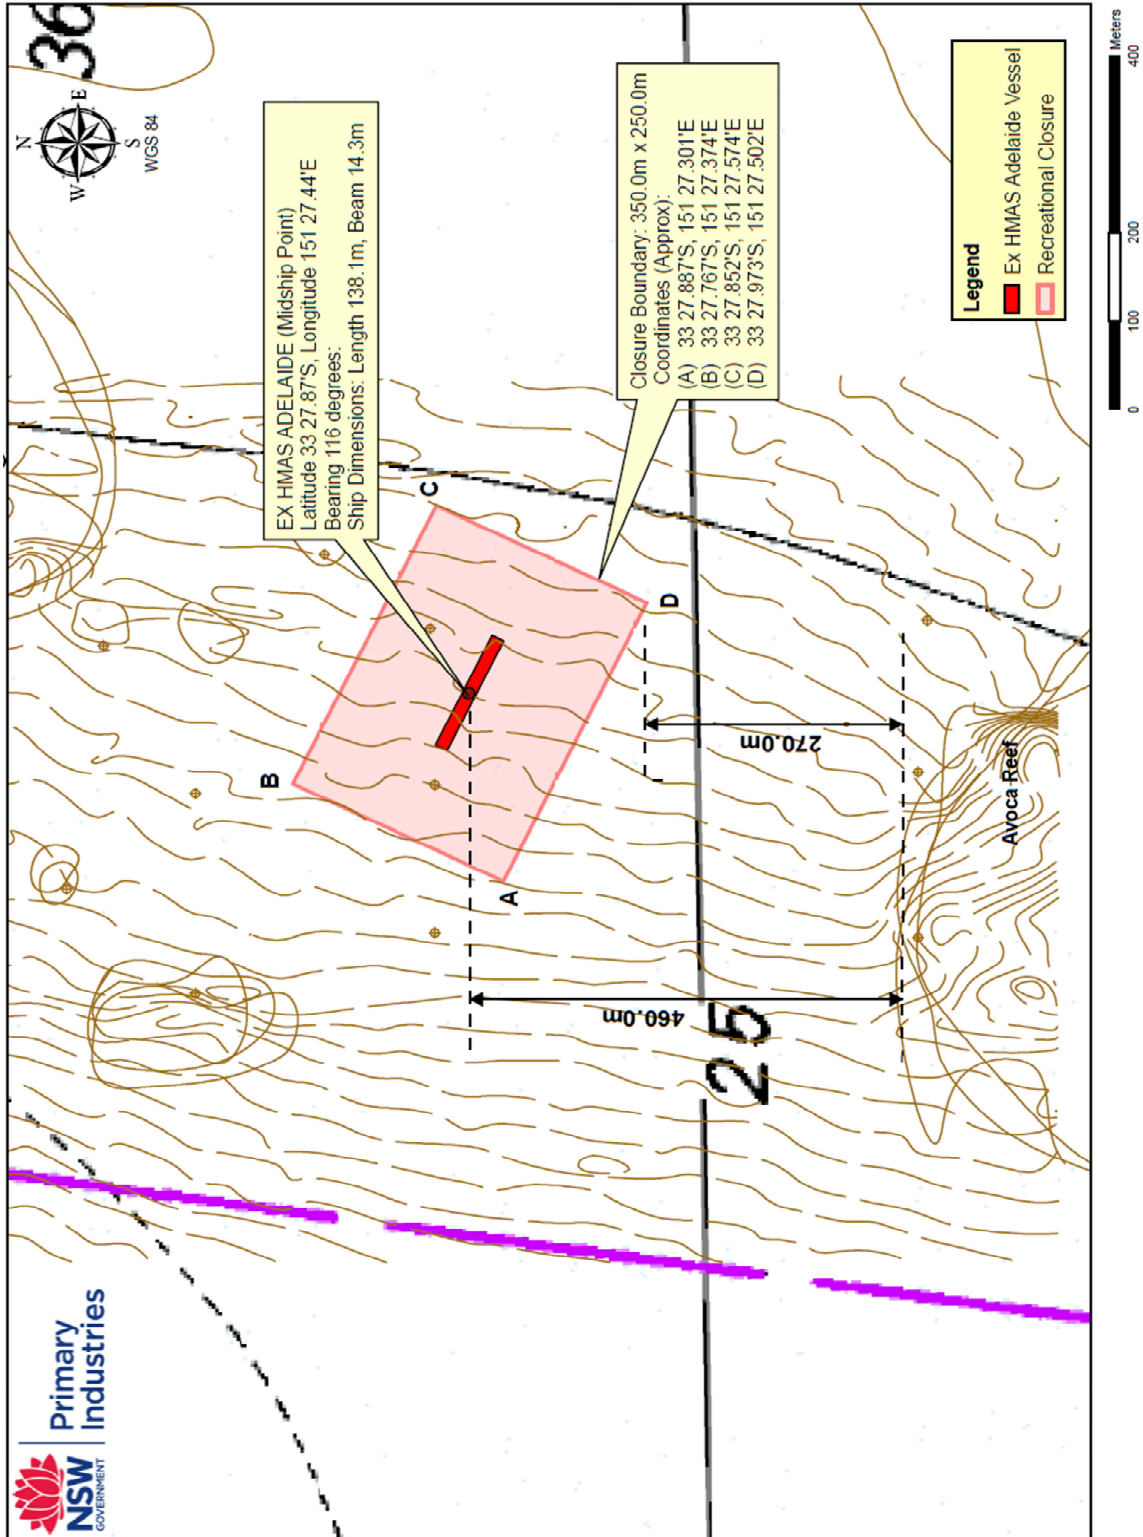 NSW
GOVERNMENT
Primary
Industries
36
N
W
E
S
WGS 84
EX HMAS ADELAIDE (Midship Point)
Latitude 33 27.87'S, Longitude 151 27.44'E
Bearing 116 degrees:
Ship Dimensions: Length 138.1m, Beam 14.3m
Closure Boundary: 350.0m x 250.0m
Coordinates (Approx):
(A) 33 27.887'S, 151 27.301'E
(B) 33 27.767'S, 151 27.374'E
(C) 33 27.852'S, 151 27.574'E
(D) 33 27.973'S, 151 27.502'E
B
C
A
D
460.0m
270.0m
25
Avoca Reef
Legend
Ex HMAS Adelaide Vessel
Recreational Closure
0 100 200 400
Meters